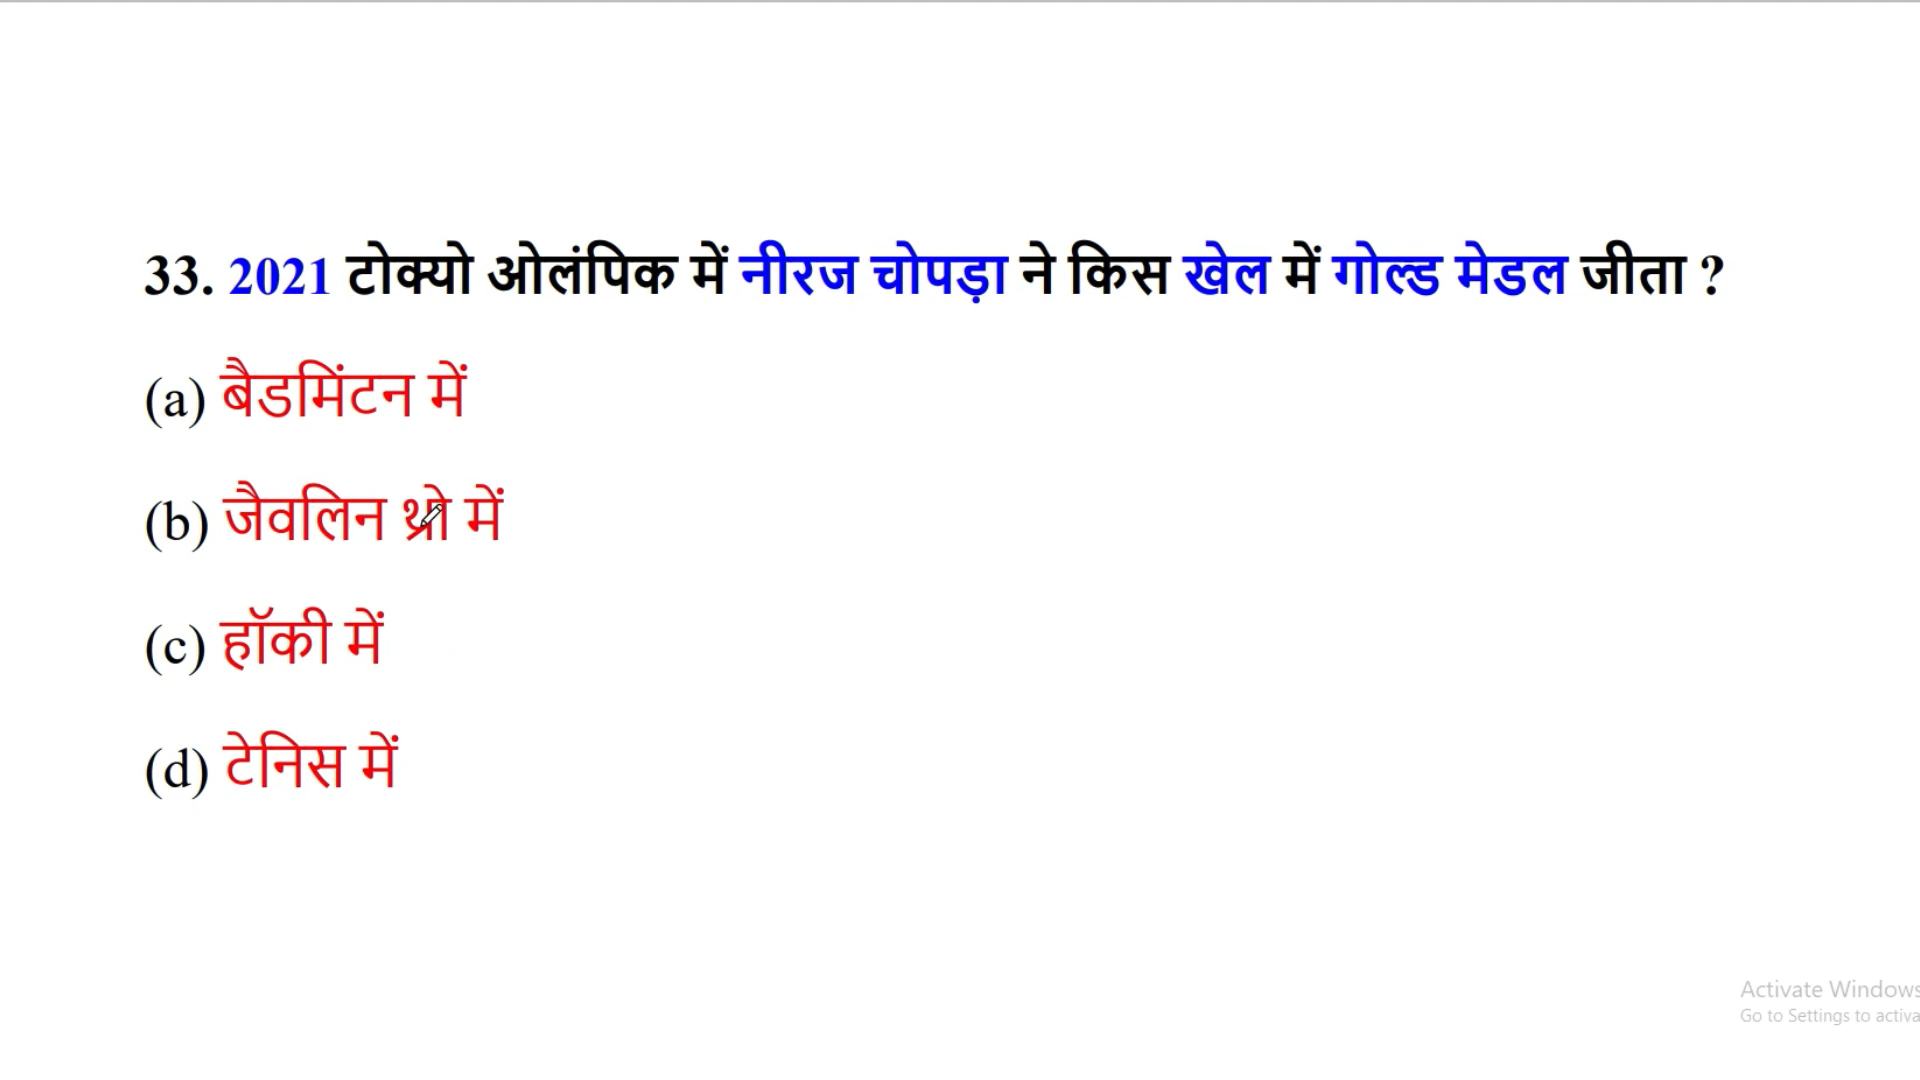 33. 2021 टोक्यो ओलंपिक में नीरज चोपड़ा ने किस खेल में गोल्ड मेडल जीता ?
(a) बैडमिंटन में
(b) जैवलिन थ्रो में
(c) हॉकी में
(d) टेनिस में
Activate Windows
Go to Settings to activa